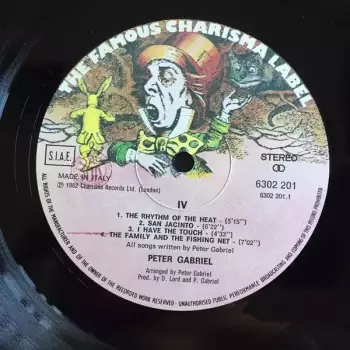 THE FAMOUS CHARISMA LABEL
S.I.A.E.
MADE IN ITALY
℗ 1982 Charisma Records Ltd. (London)
STEREO
6302 201
6302 201.1
IV
1. THE RHYTHM OF THE HEAT - (5'15")
2. SAN JACINTO - (6'22")
3. I HAVE THE TOUCH - (4'33")
4. THE FAMILY AND THE FISHING NET - (7'02")
All songs written by Peter Gabriel
PETER GABRIEL
Arranged by Peter Gabriel
Prod. by D. Lord and P. Gabriel
ALL RIGHTS OF THE MANUFACTURER AND OF THE OWNER OF THE RECORDED WORK RESERVED - UNAUTHORISED PUBLIC PERFORMANCE BROADCASTING AND COPYING OF THIS RECORD PROHIBITED